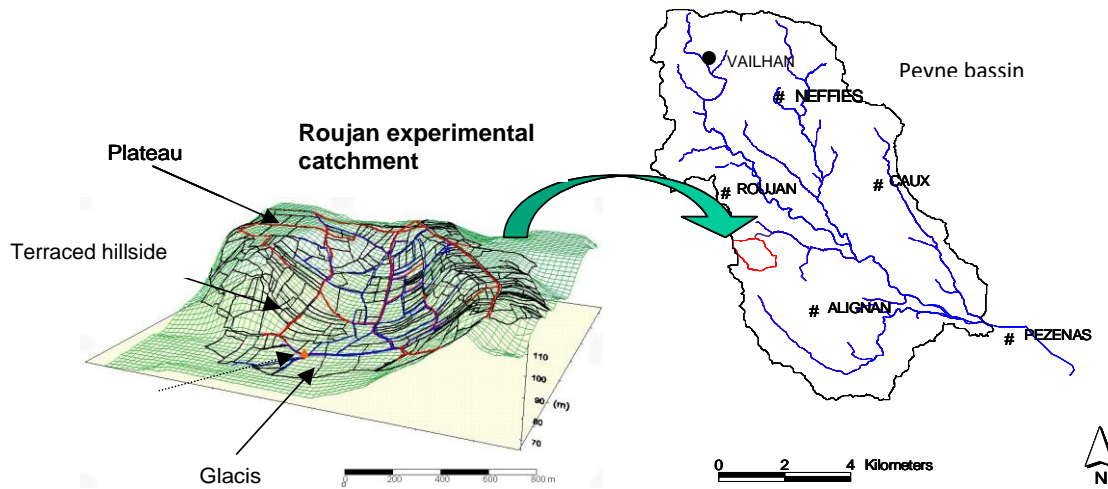 Roujan experimental
catchment
Plateau
Terraced hillside
Glacis
110
100
90
(m)
80
70
0
200
400
600
800 m
Peyne bassin
VAILHAN
# NEFFIES
# ROUJAN
# CAUX
# ALIGNAN
# PEZENAS
0 2 4 Kilometers
N